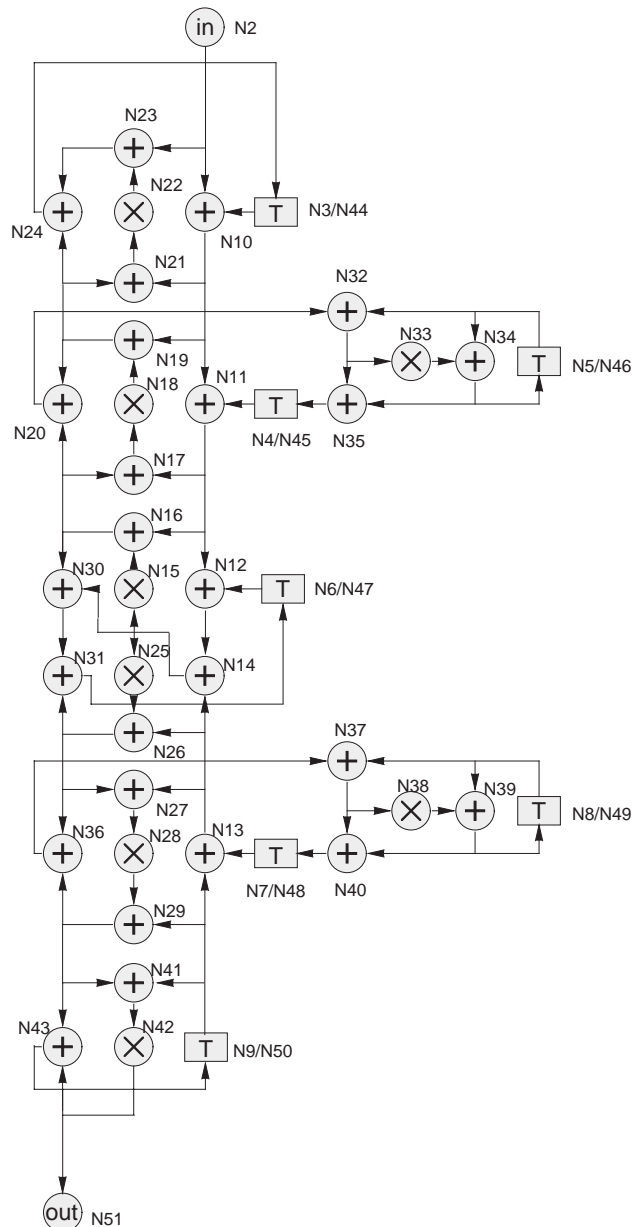 in N2
N23
N22
T N3/N44
N24 N10
N21
N32
N19 N33 N34
N18 N11 T N5/N46
T
N20 N4/N45 N35
N17
N16
N30 N15 N12 T N6/N47
N31 N25 N14
N26 N37
N27 N38 N39
N36 N28 N13 T N8/N49
T
N7/N48 N40
N29
N41
N43 N42 T N9/N50
out N51